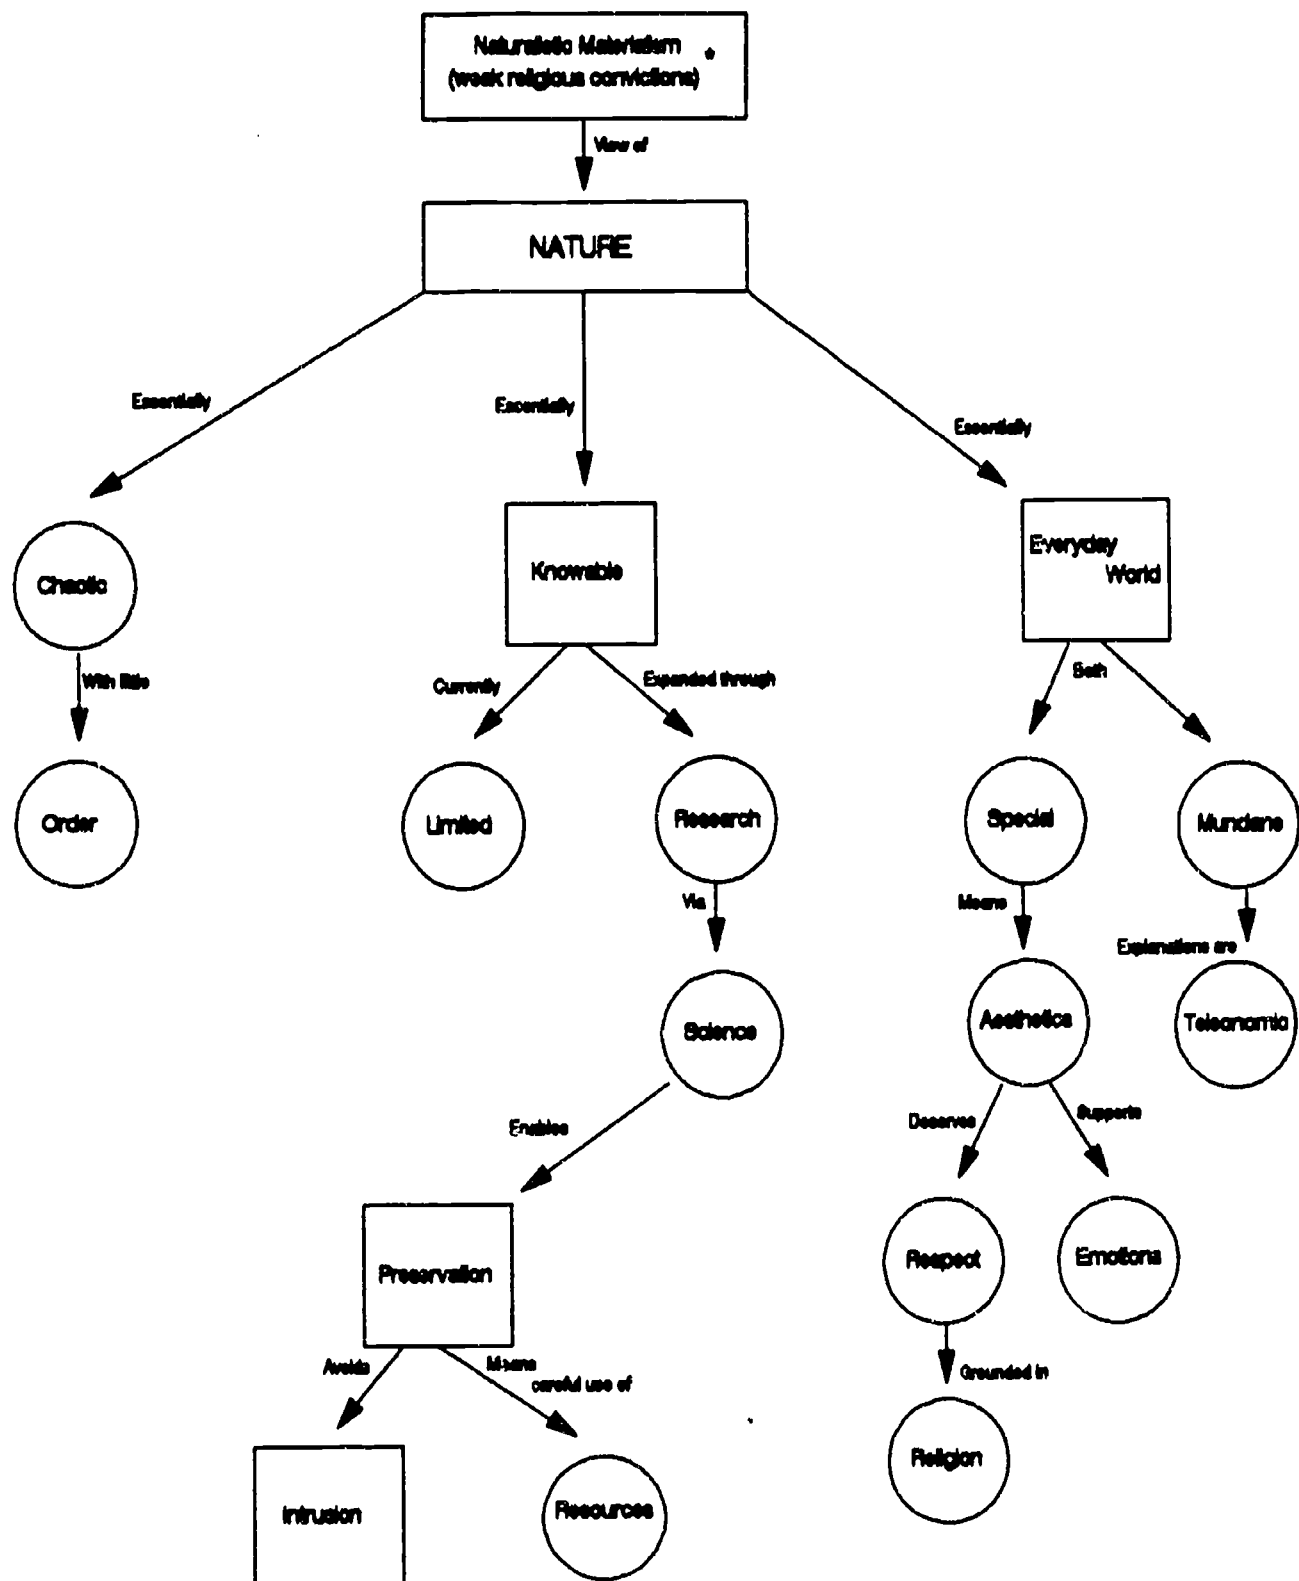 Naturalistic Materialism *
(weak religious convictions)
View of
NATURE
Essentially
Essentially
Essentially
Chaotic
Knowable
Everyday
World
With little
Currently
Expanded through
Both
Order
Limited
Research
Special
Mundane
Via
Means
Explanations are
Science
Aesthetics
Teleonomic
Enables
Deserves
Supports
Preservation
Respect
Emotions
Avoids
Means
careful use of
Grounded in
Intrusion
Resources
Religion